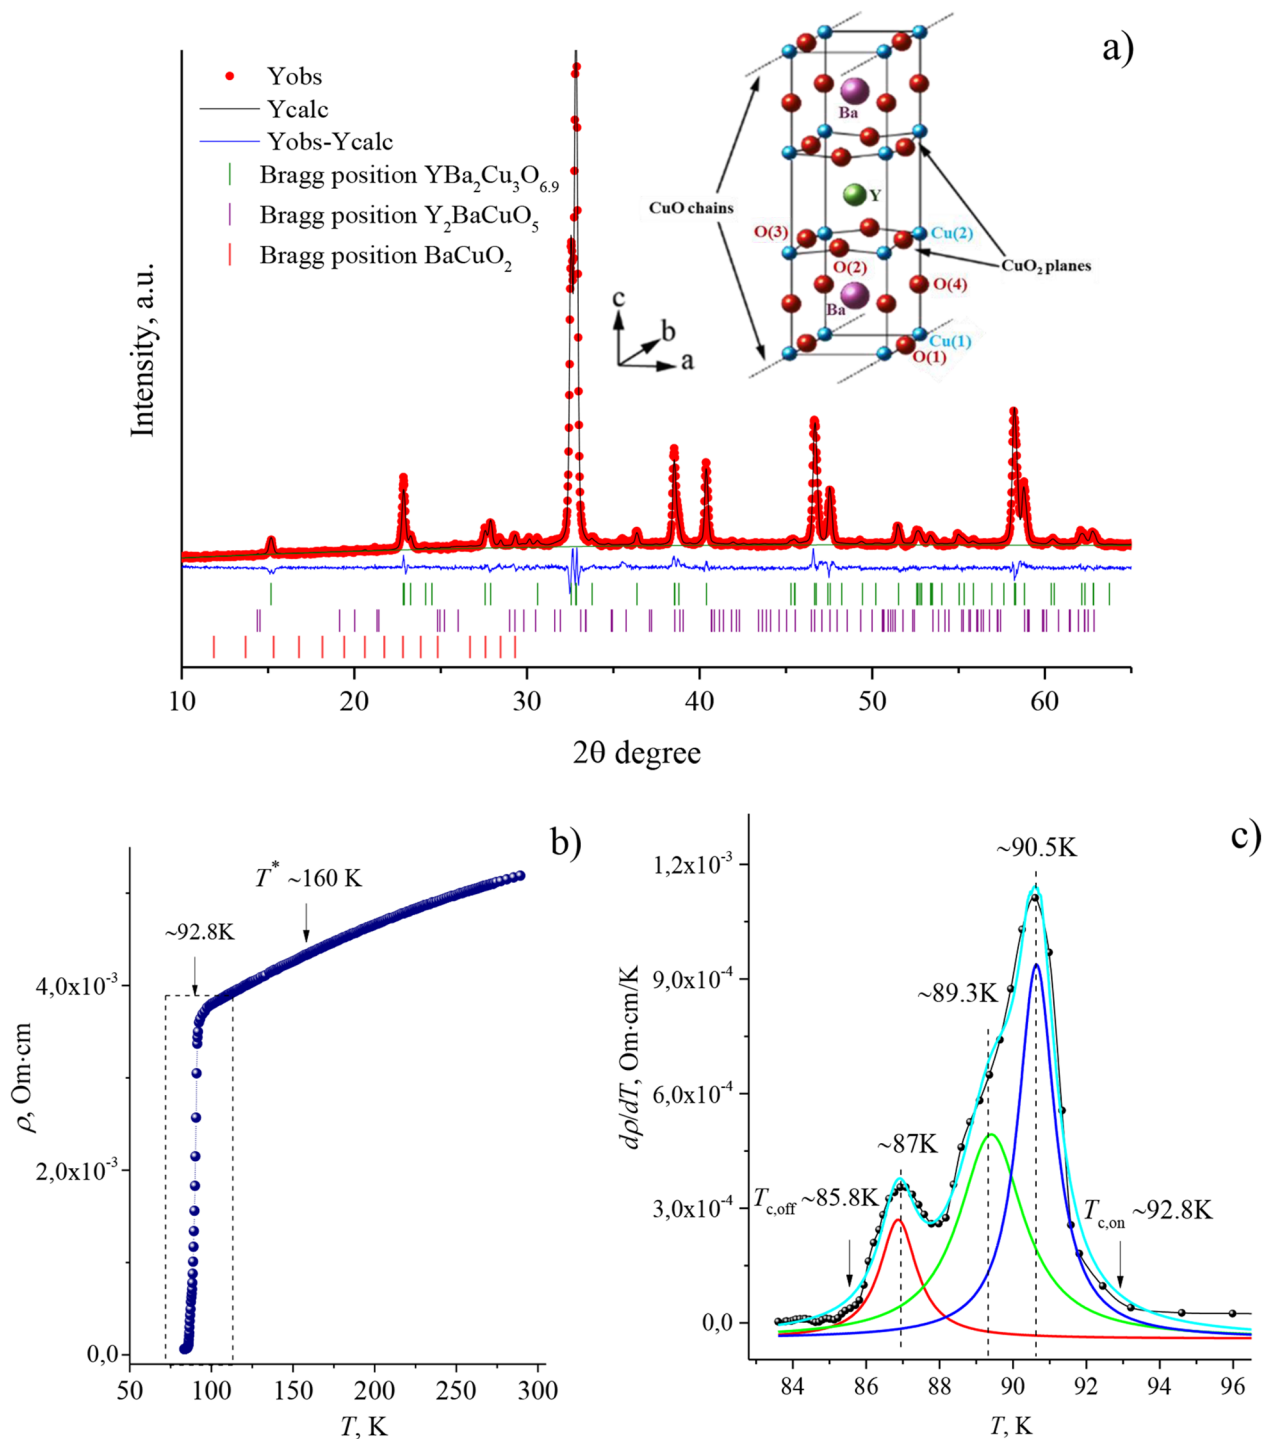 a)
Yobs
Ycalc
Yobs-Ycalc
Bragg position YBa₂Cu₃O₆.₉
Bragg position Y₂BaCuO₅
Bragg position BaCuO₂
Ba
Y
CuO chains
O(3)
Cu(2)
O(2)
CuO₂ planes
O(4)
Ba
Cu(1)
O(1)
c
b
a
Intensity, a.u.
10 20 30 40 50 60
2θ degree
b)
T* ~160 K
~92.8K
4,0x10⁻³
2,0x10⁻³
0,0
ρ, Om·cm
50 100 150 200 250 300
T, K
c)
~90.5K
1,2x10⁻³
9,0x10⁻⁴
6,0x10⁻⁴
3,0x10⁻⁴
0,0
~89.3K
~87K
T c,off ~85.8K
T c,on ~92.8K
dρ/dT, Om·cm/K
84 86 88 90 92 94 96
T, K